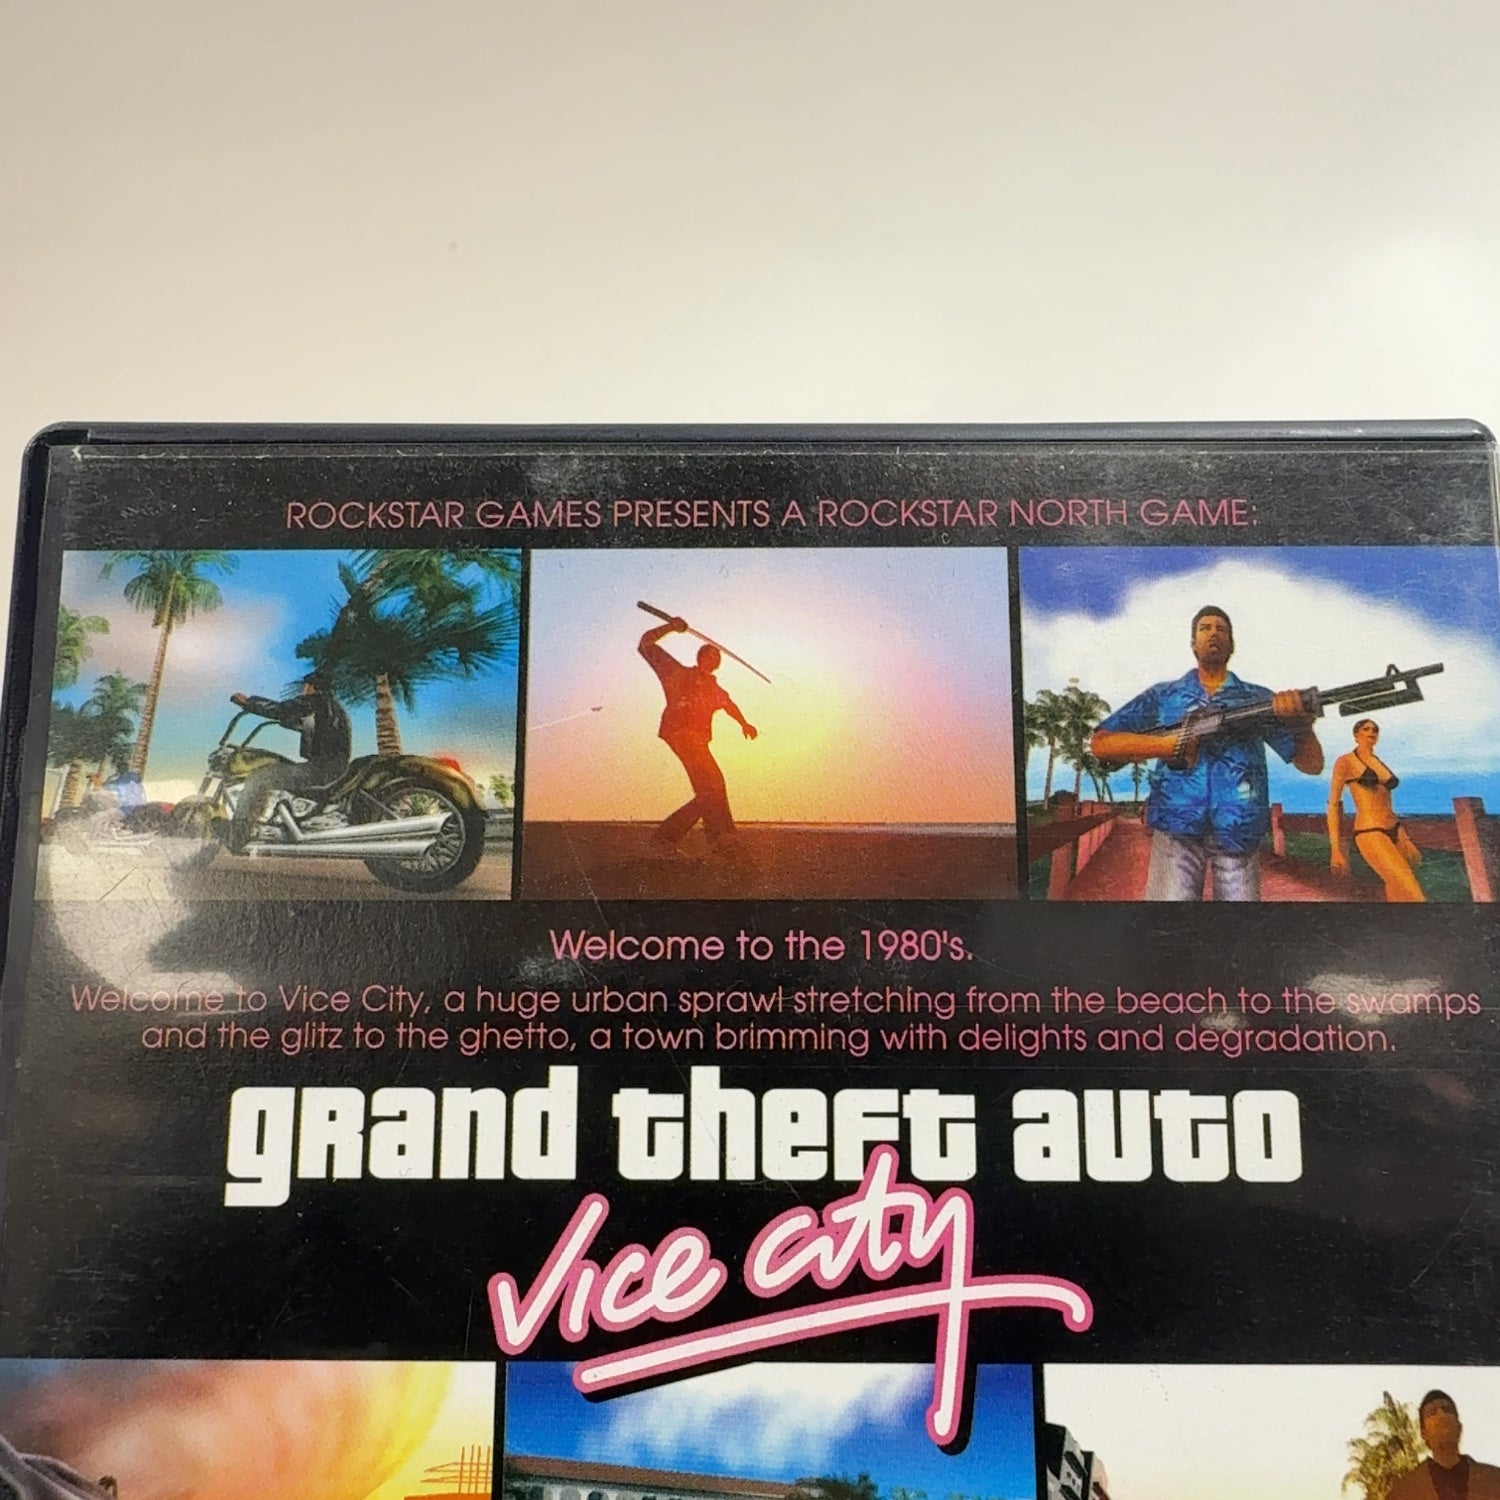 ROCKSTAR GAMES PRESENTS A ROCKSTAR NORTH GAME:
Welcome to the 1980's.
Welcome to Vice City, a huge urban sprawl stretching from the beach to the swamps
and the glitz to the ghetto, a town brimming with delights and degradation.
grand theft auto
Vice City